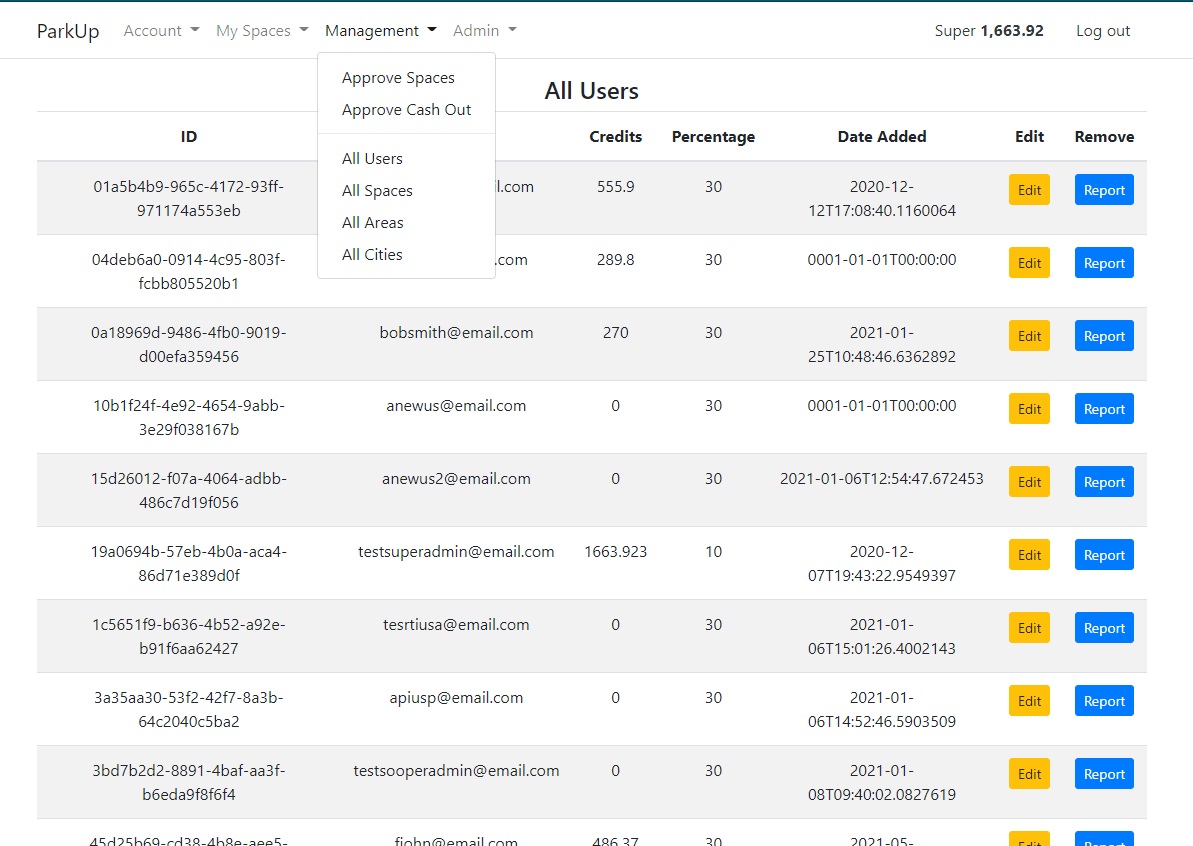 ParkUp Account My Spaces Management Admin Super 1,663.92 Log out
Approve Spaces
Approve Cash Out
All Users
All Spaces
All Areas
All Cities
All Users
ID Credits Percentage Date Added Edit Remove
01a5b4b9-965c-4172-93ff- l.com 555.9 30 2020-12- Edit Report
971174a553eb 12T17:08:40.1160064
04deb6a0-0914-4c95-803f- .com 289.8 30 0001-01-01T00:00:00 Edit Report
fcbb805520b1
0a18969d-9486-4fb0-9019- bobsmith@email.com 270 30 2021-01- Edit Report
d00efa359456 25T10:48:46.6362892
10b1f24f-4e92-4654-9abb- anewus@email.com 0 30 0001-01-01T00:00:00 Edit Report
3e29f038167b
15d26012-f07a-4064-adbb- anewus2@email.com 0 30 2021-01-06T12:54:47.672453 Edit Report
486c7d19f056
19a0694b-57eb-4b0a-aca4- testsuperadmin@email.com 1663.923 10 2020-12- Edit Report
86d71e389d0f 07T19:43:22.9549397
1c5651f9-b636-4b52-a92e- tesrtiusa@email.com 0 30 2021-01- Edit Report
b91f6aa62427 06T15:01:26.4002143
3a35aa30-53f2-42f7-8a3b- apiusp@email.com 0 30 2021-01- Edit Report
64c2040c5ba2 06T14:52:46.5903509
3bd7b2d2-8891-4baf-aa3f- testsooperadmin@email.com 0 30 2021-01- Edit Report
b6eda9f8f6f4 08T09:40:02.0827619
45d25b69-cd38-4b8e-aee5- fjohn@email.com 486.37 30 2021-05- Edit Report